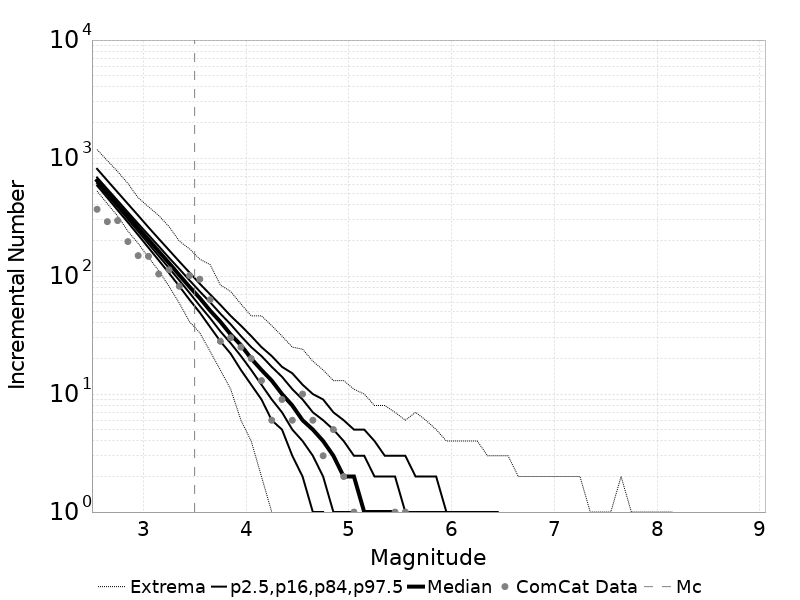 10^4
10^3
10^2
10^1
10^0
Incremental Number
3 4 5 6 7 8 9
Magnitude
Extrema p2.5,p16,p84,p97.5 Median ComCat Data Mc